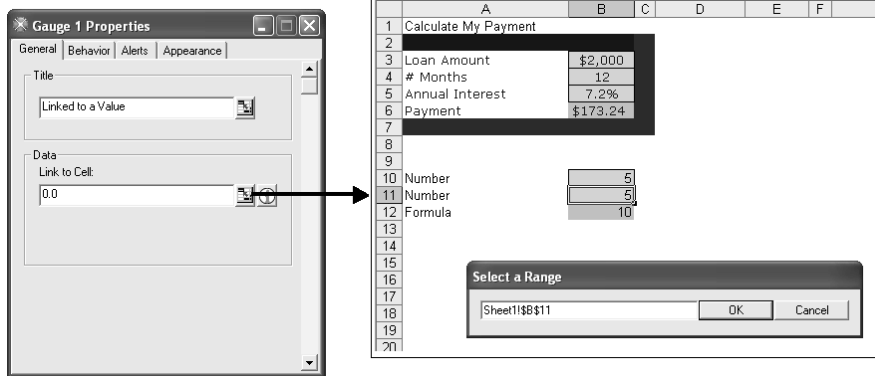 Gauge 1 Properties
General Behavior Alerts Appearance
Title
Linked to a Value
Data
Link to Cell:
0.0
A B C D E F
1 Calculate My Payment
2
3 Loan Amount $2,000
4 # Months 12
5 Annual Interest 7.2%
6 Payment $173.24
7
8
9
10 Number 5
11 Number 5
12 Formula 10
13
14
15
16
17
18
19
20
Select a Range
Sheet1!$B$11 OK Cancel